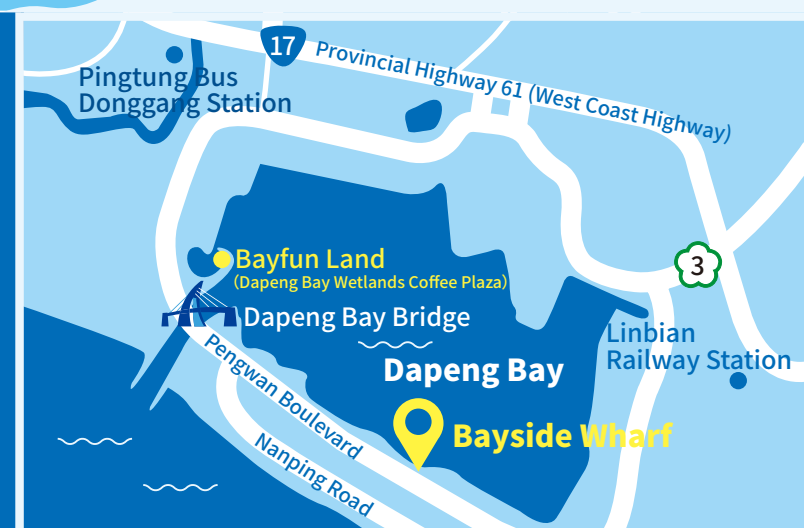 17
Provincial Highway 61 (West Coast Highway)
Pingtung Bus
Donggang Station
Bayfun Land
(Dapeng Bay Wetlands Coffee Plaza)
3
Dapeng Bay Bridge
Linbian
Railway Station
Pengwan Boulevard
Dapeng Bay
Bayside Wharf
Nanping Road